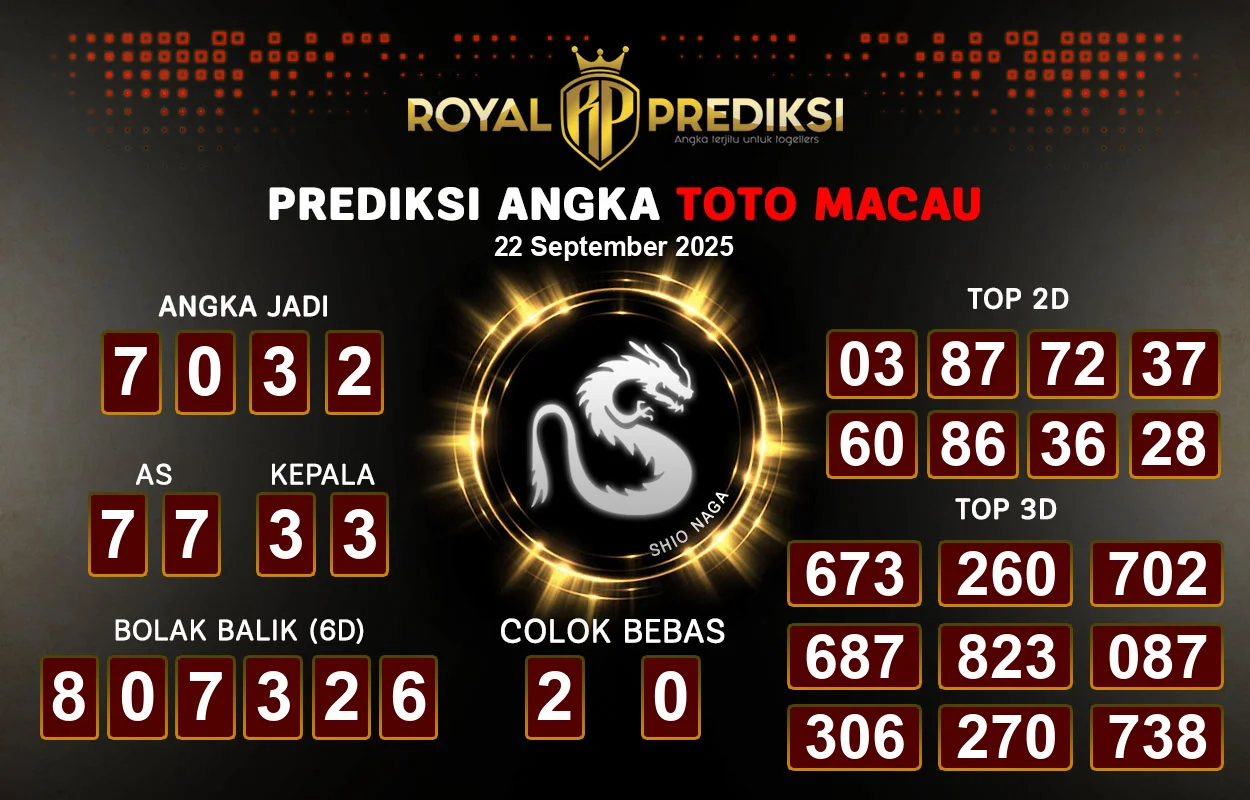 ROYAL RP PREDIKSI
Angka terjitu untuk togellers
PREDIKSI ANGKA TOTO MACAU
22 September 2025
ANGKA JADI
7 0 3 2
AS
7 7
KEPALA
3 3
BOLAK BALIK (6D)
8 0 7 3 2 6
SHIO NAGA
COLOK BEBAS
2 0
TOP 2D
03 87 72 37
60 86 36 28
TOP 3D
673 260 702
687 823 087
306 270 738